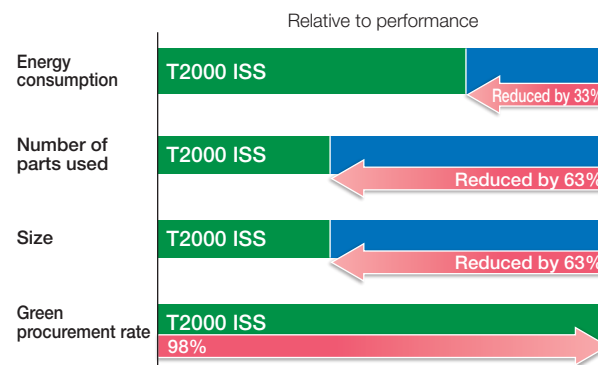 Relative to performance
Energy
consumption
T2000 ISS
Reduced by 33%
Number of
parts used
T2000 ISS
Reduced by 63%
Size
T2000 ISS
Reduced by 63%
Green
procurement rate
T2000 ISS
98%